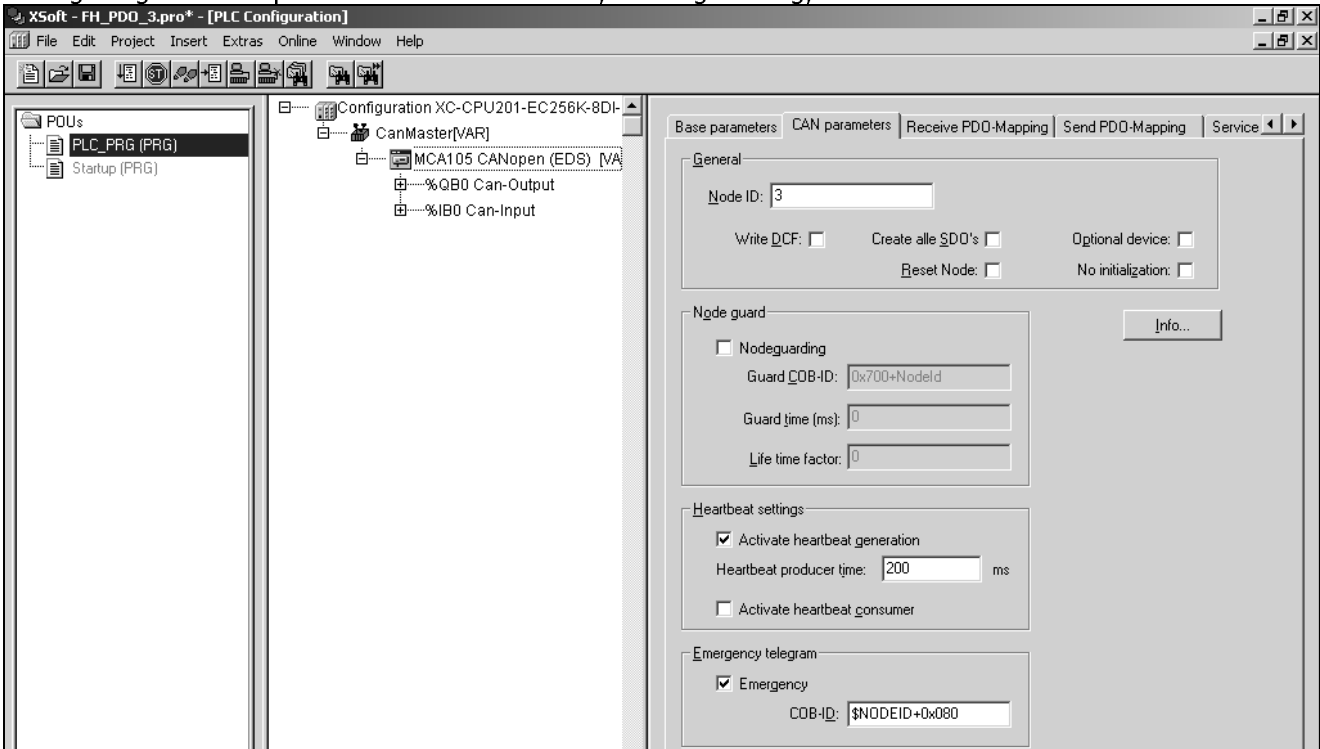 XSoft - FH_PDO_3.pro* - [PLC Configuration]
File Edit Project Insert Extras Online Window Help
POUs
PLC_PRG (PRG)
Startup (PRG)
Configuration XC-CPU201-EC256K-8DI-
CanMaster[VAR]
MCA105 CANopen (EDS) [VA
%QB0 Can-Output
%IB0 Can-Input
Base parameters CAN parameters Receive PDO-Mapping Send PDO-Mapping Service
General
Node ID: 3
Write DCF: Create alle SDO's Optional device:
Reset Node: No initialization:
Node guard
Info...
Nodeguarding
Guard COB-ID: 0x700+NodeId
Guard time (ms): 0
Life time factor: 0
Heartbeat settings
Activate heartbeat generation
Heartbeat producer time: 200 ms
Activate heartbeat consumer
Emergency telegram
Emergency
COB-ID: $NODEID+0x080